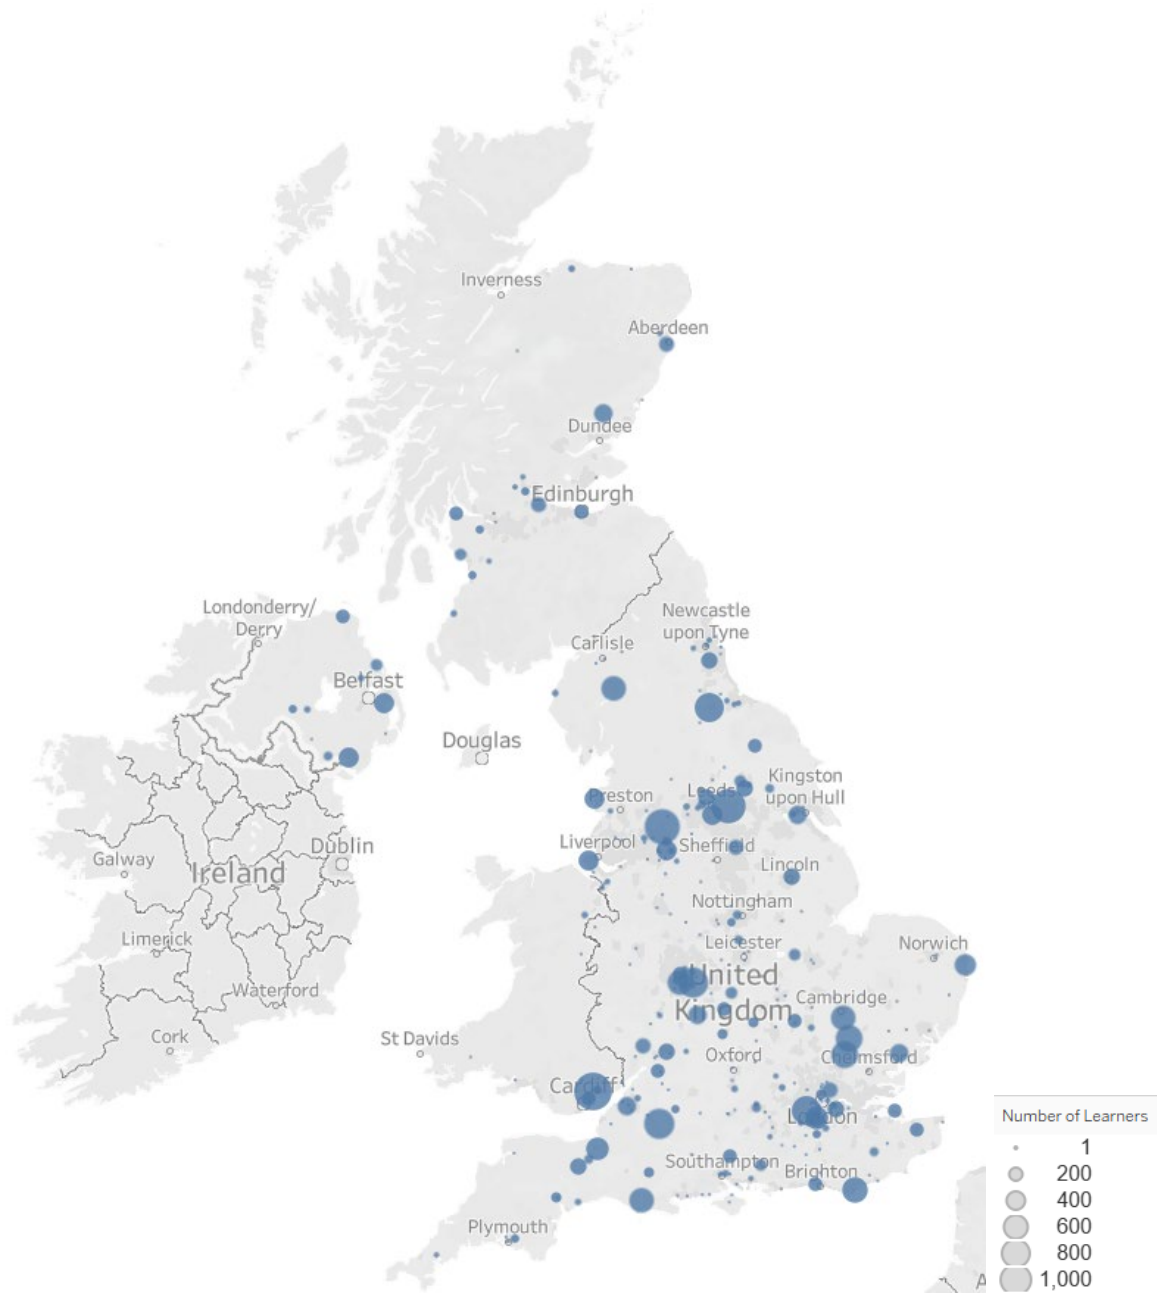 Inverness
Aberdeen
Dundee
Edinburgh
Londonderry/
Derry
Newcastle
upon Tyne
Carlisle
Belfast
Douglas
Kingston
upon Hull
Preston
Leeds
Dublin
Liverpool
Sheffield
Galway
Ireland
Lincoln
Nottingham
Limerick
Leicester
Norwich
United
Kingdom
Waterford
Cambridge
Cork
St Davids
Oxford
Chelmsford
Cardiff
London
Number of Learners
1
Southampton
Brighton
200
400
Plymouth
600
800
A
1,000